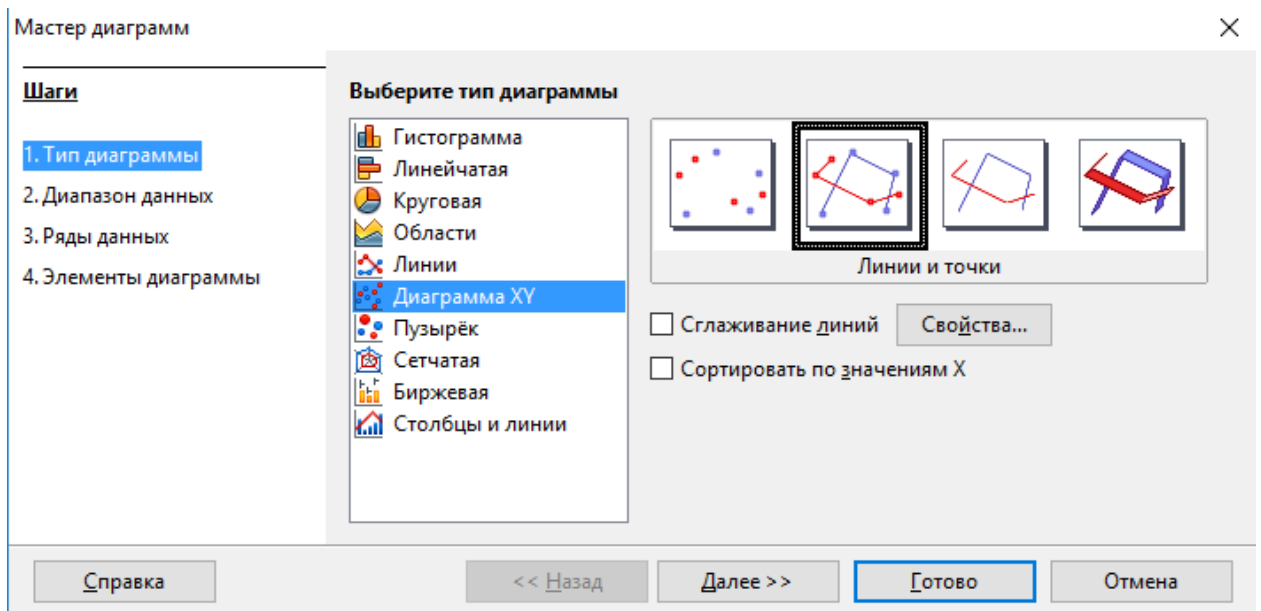 Мастер диаграмм
Шаги
1. Тип диаграммы
2. Диапазон данных
3. Ряды данных
4. Элементы диаграммы
Выберите тип диаграммы
Гистограмма
Линейчатая
Круговая
Области
Линии
Диаграмма XY
Пузырёк
Сетчатая
Биржевая
Столбцы и линии
Линии и точки
Сглаживание линий
Свойства...
Сортировать по значениям X
Справка
<< Назад
Далее >>
Готово
Отмена